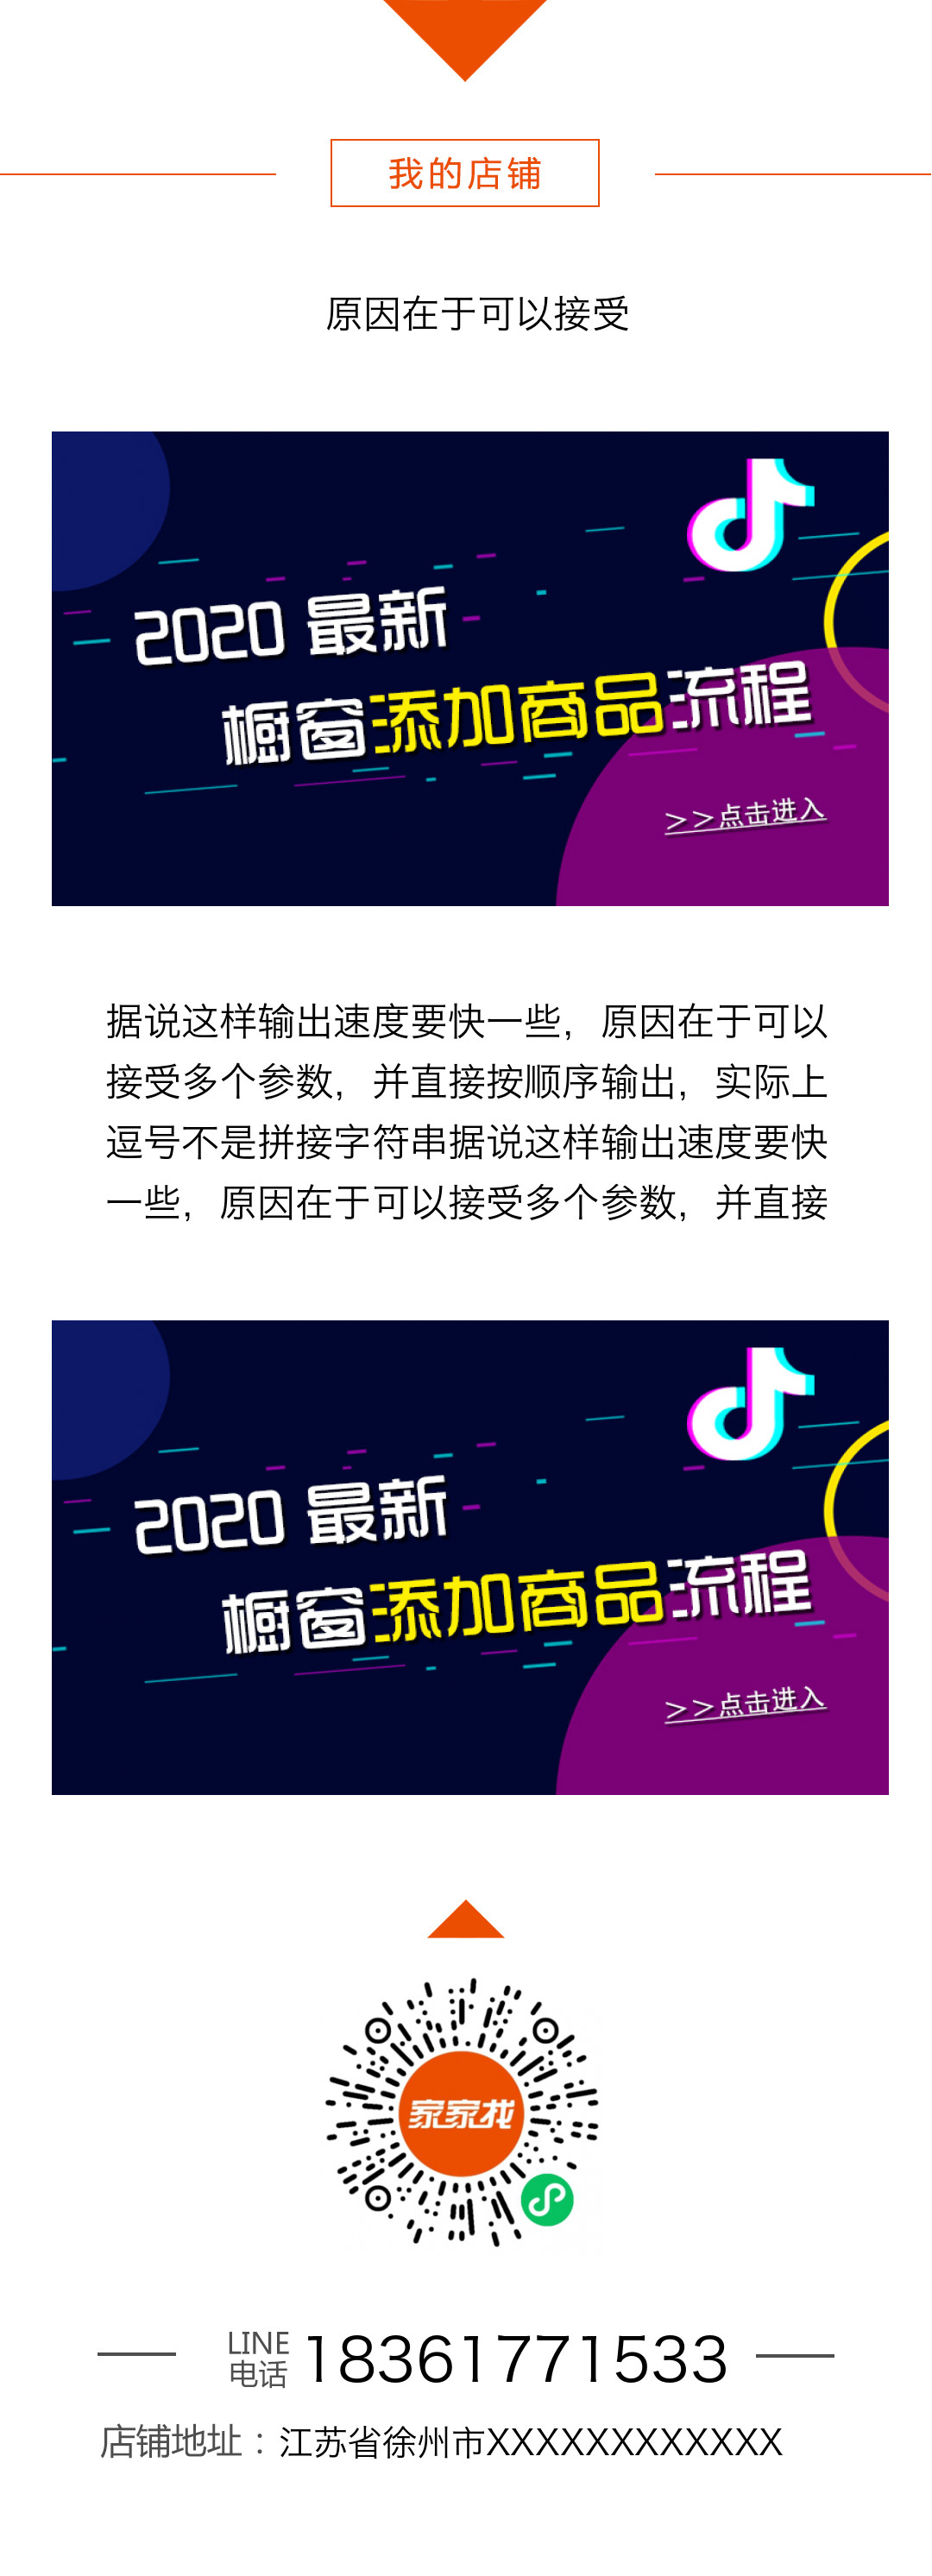 我的店铺
原因在于可以接受
2020 最新
橱窗添加商品流程
>>点击进入
据说这样输出速度要快一些，原因在于可以
接受多个参数，并直接按顺序输出，实际上
逗号不是拼接字符串据说这样输出速度要快
一些，原因在于可以接受多个参数，并直接
2020 最新
橱窗添加商品流程
>>点击进入
家家找
LINE
电话 18361771533
店铺地址：江苏省徐州市XXXXXXXXXXXX